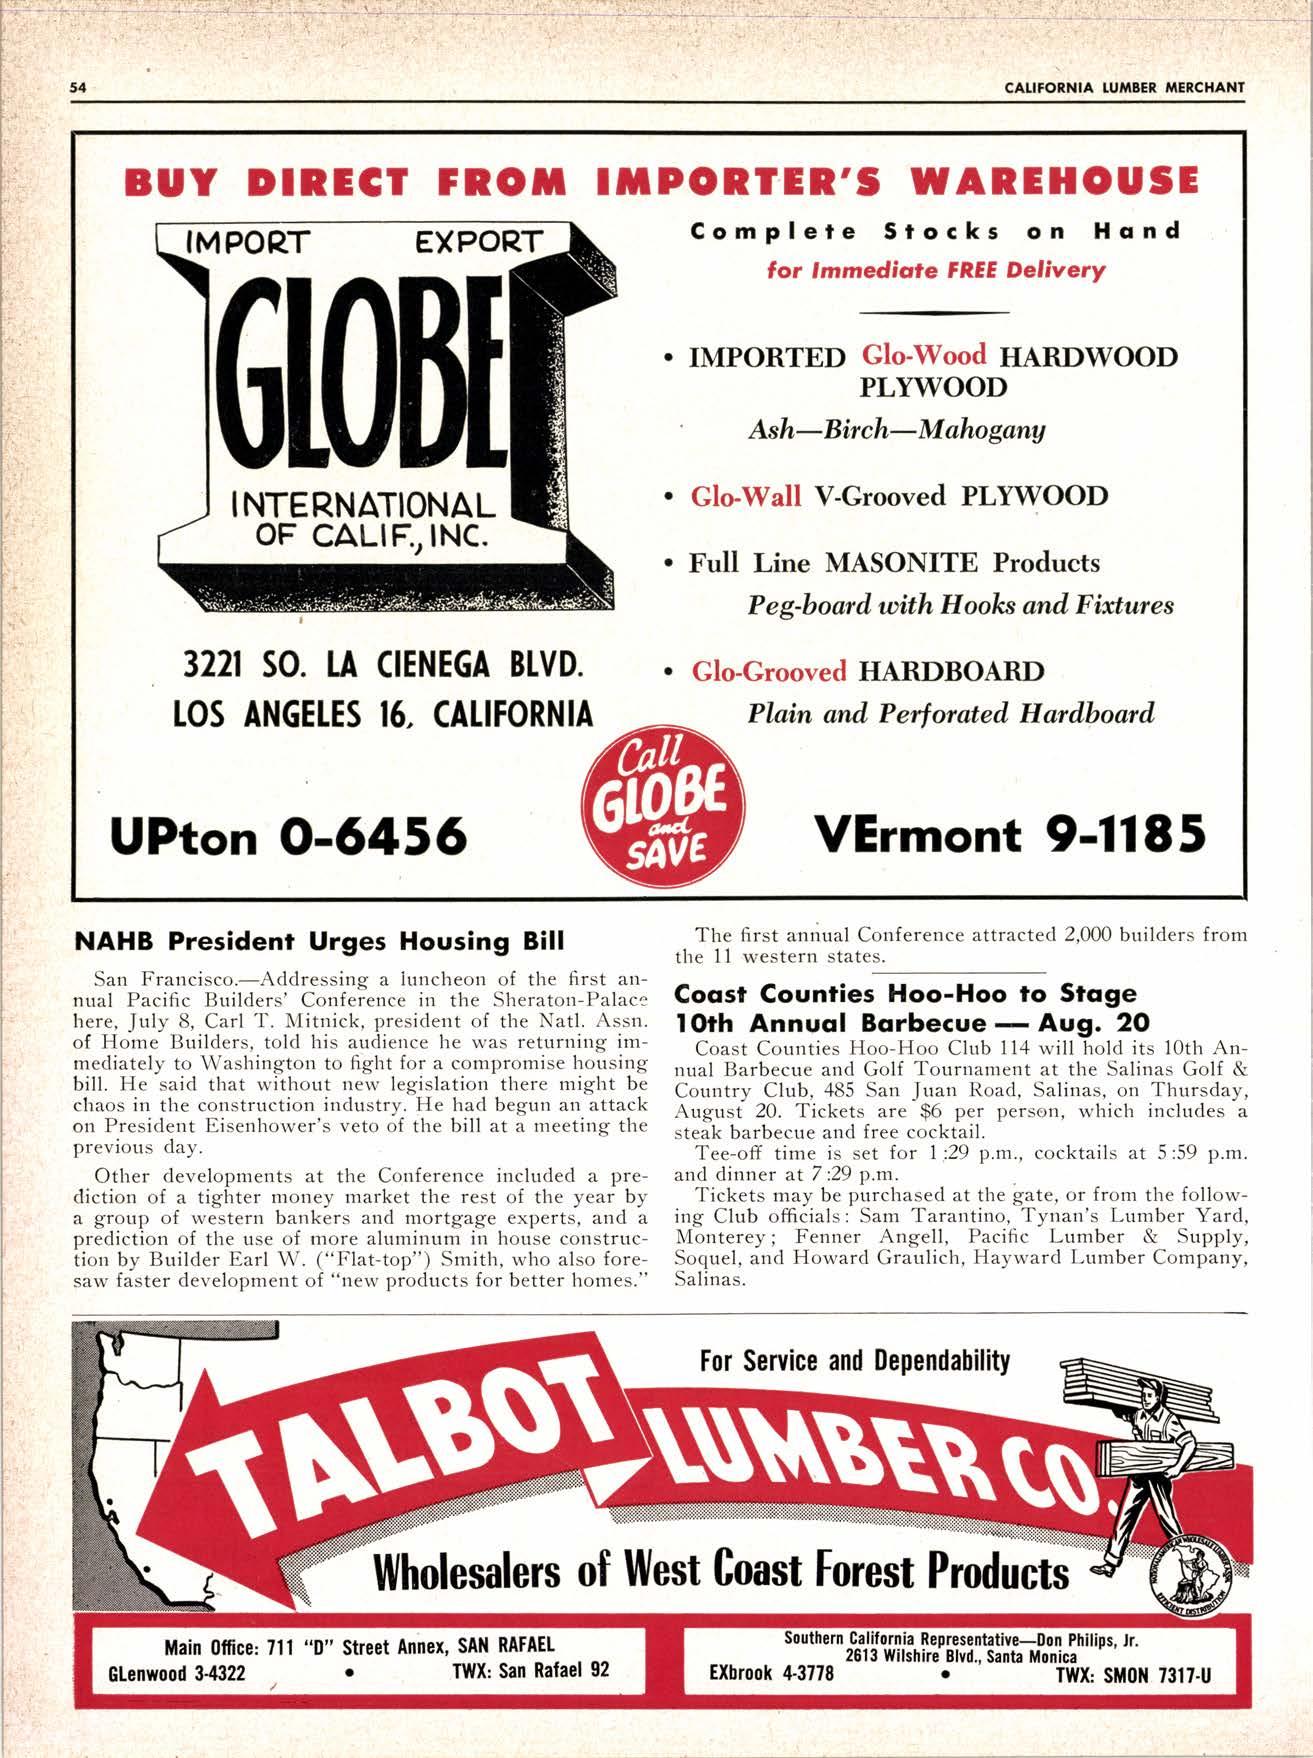 54
CALIFORNIA LUMBER MERCHANT
BUY DIRECT FROM IMPORTER'S WAREHOUSE
IMPORT EXPORT
GLOBE
INTERNATIONAL
OF CALIF., INC.
3221 SO. LA CIENEGA BLVD.
LOS ANGELES 16, CALIFORNIA
Complete Stocks on Hand
for Immediate FREE Delivery
• IMPORTED Glo-Wood HARDWOOD
PLYWOOD
Ash—Birch—Mahogany
• Glo-Wall V-Grooved PLYWOOD
• Full Line MASONITE Products
Peg-board with Hooks and Fixtures
• Glo-Grooved HARDBOARD
Plain and Perforated Hardboard
UPton 0-6456
Call
GLOBE
and
SAVE
VErmont 9-1185
NAHB President Urges Housing Bill
San Francisco.—Addressing a luncheon of the first an-
nual Pacific Builders' Conference in the Sheraton-Palace
here, July 8, Carl T. Mitnick, president of the Natl. Assn.
of Home Builders, told his audience he was returning im-
mediately to Washington to fight for a compromise housing
bill. He said that without new legislation there might be
chaos in the construction industry. He had begun an attack
on President Eisenhower's veto of the bill at a meeting the
previous day.
Other developments at the Conference included a pre-
diction of a tighter money market the rest of the year by
a group of western bankers and mortgage experts, and a
prediction of the use of more aluminum in house construc-
tion by Builder Earl W. ("Flat-top") Smith, who also fore-
saw faster development of "new products for better homes."
The first annual Conference attracted 2,000 builders from
the 11 western states.
Coast Counties Hoo-Hoo to Stage
10th Annual Barbecue — Aug. 20
Coast Counties Hoo-Hoo Club 114 will hold its 10th An-
nual Barbecue and Golf Tournament at the Salinas Golf &
Country Club, 485 San Juan Road, Salinas, on Thursday,
August 20. Tickets are $6 per person, which includes a
steak barbecue and free cocktail.
Tee-off time is set for 1:29 p.m., cocktails at 5:59 p.m.
and dinner at 7:29 p.m.
Tickets may be purchased at the gate, or from the follow-
ing Club officials: Sam Tarantino, Tynan's Lumber Yard,
Monterey; Fenner Angell, Pacific Lumber & Supply,
Soquel, and Howard Graulich, Hayward Lumber Company,
Salinas.
For Service and Dependability
TALBOT LUMBER CO.
Wholesalers of West Coast Forest Products
NATIONAL AMERICAN WHOLESALE LUMBER ASSN.
EFFICIENT DISTRIBUTION
Main Office: 711 "D" Street Annex, SAN RAFAEL
GLenwood 3-4322 • TWX: San Rafael 92
Southern California Representative—Don Philips, Jr.
2613 Wilshire Blvd., Santa Monica
EXbrook 4-3778 • TWX: SMON 7317-U